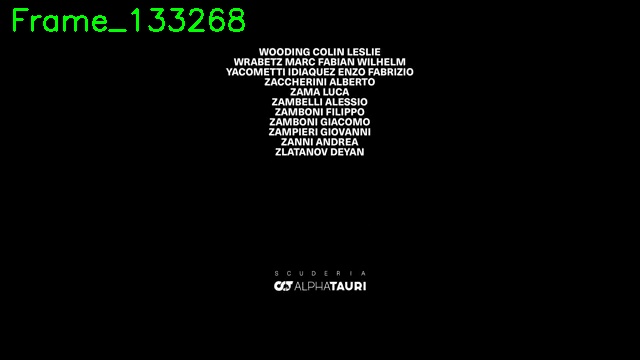 Frame_133268
WOODING COLIN LESLIE
WRABETZ MARC FABIAN WILHELM
YACOMETTI IDIAQUEZ ENZO FABRIZIO
ZACCHERINI ALBERTO
ZAMA LUCA
ZAMBELLI ALESSIO
ZAMBONI FILIPPO
ZAMBONI GIACOMO
ZAMPIERI GIOVANNI
ZANNI ANDREA
ZLATANOV DEYAN
SCUDERIA
ALPHATAURI